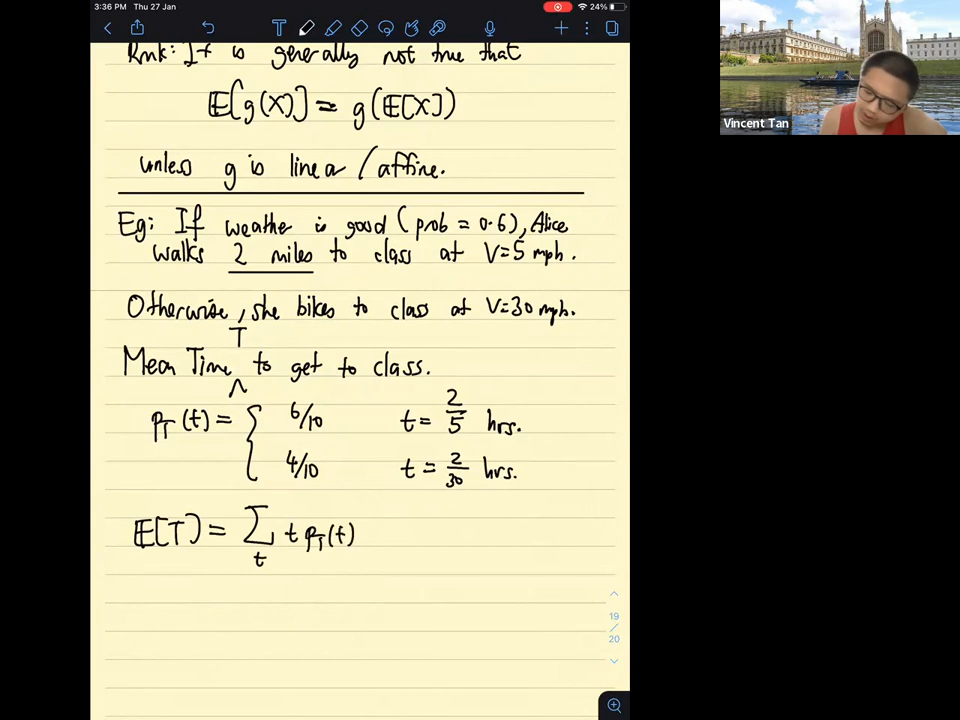 3:36 PM Thu 27 Jan
24%
Rmk: It is generally not true that
𝔼[g(X)] = g(𝔼[X])
unless g is linear / affine.
Eg: If weather is good (prob = 0.6), Alice
walks 2 miles to class at V=5 mph.
Otherwise, she bikes to class at V=30 mph.
T
Mean Time ^ to get to class.
p_T(t) = { 6/10 t = 2/5 hrs.
4/10 t = 2/30 hrs.
𝔼[T] = Σ_t t p_T(t)
19
/
20
Vincent Tan